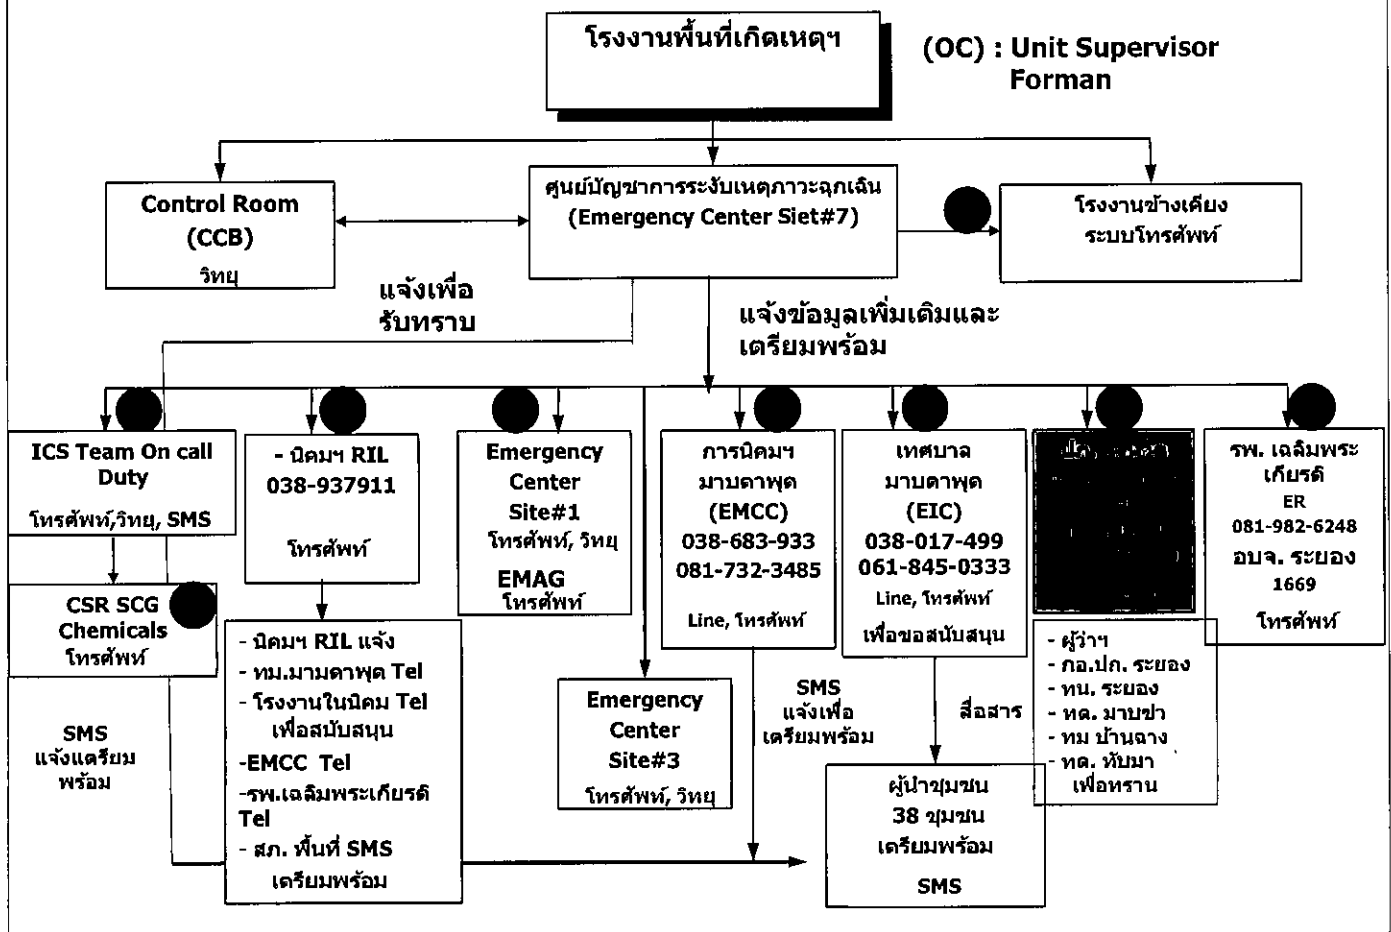 โรงงานพื้นที่เกิดเหตุฯ
(OC) : Unit Supervisor
Forman
Control Room
(CCB)
วิทยุ
ศูนย์บัญชาการระงับเหตุภาวะฉุกเฉิน
(Emergency Center Siet#7)
โรงงานข้างเคียง
ระบบโทรศัพท์
แจ้งเพื่อ
รับทราบ
แจ้งข้อมูลเพิ่มเติมและ
เตรียมพร้อม
ICS Team On call
Duty
โทรศัพท์,วิทยุ, SMS
- นิคมฯ RIL
038-937911
โทรศัพท์
Emergency
Center
Site#1
โทรศัพท์, วิทยุ
EMAG
โทรศัพท์
การนิคมฯ
มาบตาพุด
(EMCC)
038-683-933
081-732-3485
Line, โทรศัพท์
เทศบาล
มาบตาพุด
(EIC)
038-017-499
061-845-0333
Line, โทรศัพท์
เพื่อขอสนับสนุน
รพ. เฉลิมพระ
เกียรติ
ER
081-982-6248
อบจ. ระยอง
1669
โทรศัพท์
CSR SCG
Chemicals
โทรศัพท์
- นิคมฯ RIL แจ้ง
- ทม.มามตาพุด Tel
- โรงงานในนิคม Tel
เพื่อสมับสนุน
-EMCC Tel
-รพ.เฉลิมพระเกียรติ
Tel
- สภ. พื้นที่ SMS
เตรียมพร้อม
Emergency
Center
Site#3
โทรศัพท์, วิทยุ
- ผู้ว่าฯ
- กอ.ปภ. ระยอง
- ทน. ระยอง
- ทต. มาบข่า
- ทม บ้านฉาง
- ทต. ทับมา
เพื่อทราน
SMS
แจ้งเตรียม
พร้อม
SMS
แจ้งเพื่อ
เตรียมพร้อม
สื่อสาร
ผู้นำชุมชน
38 ชุมชน
เตรียมพร้อม
SMS